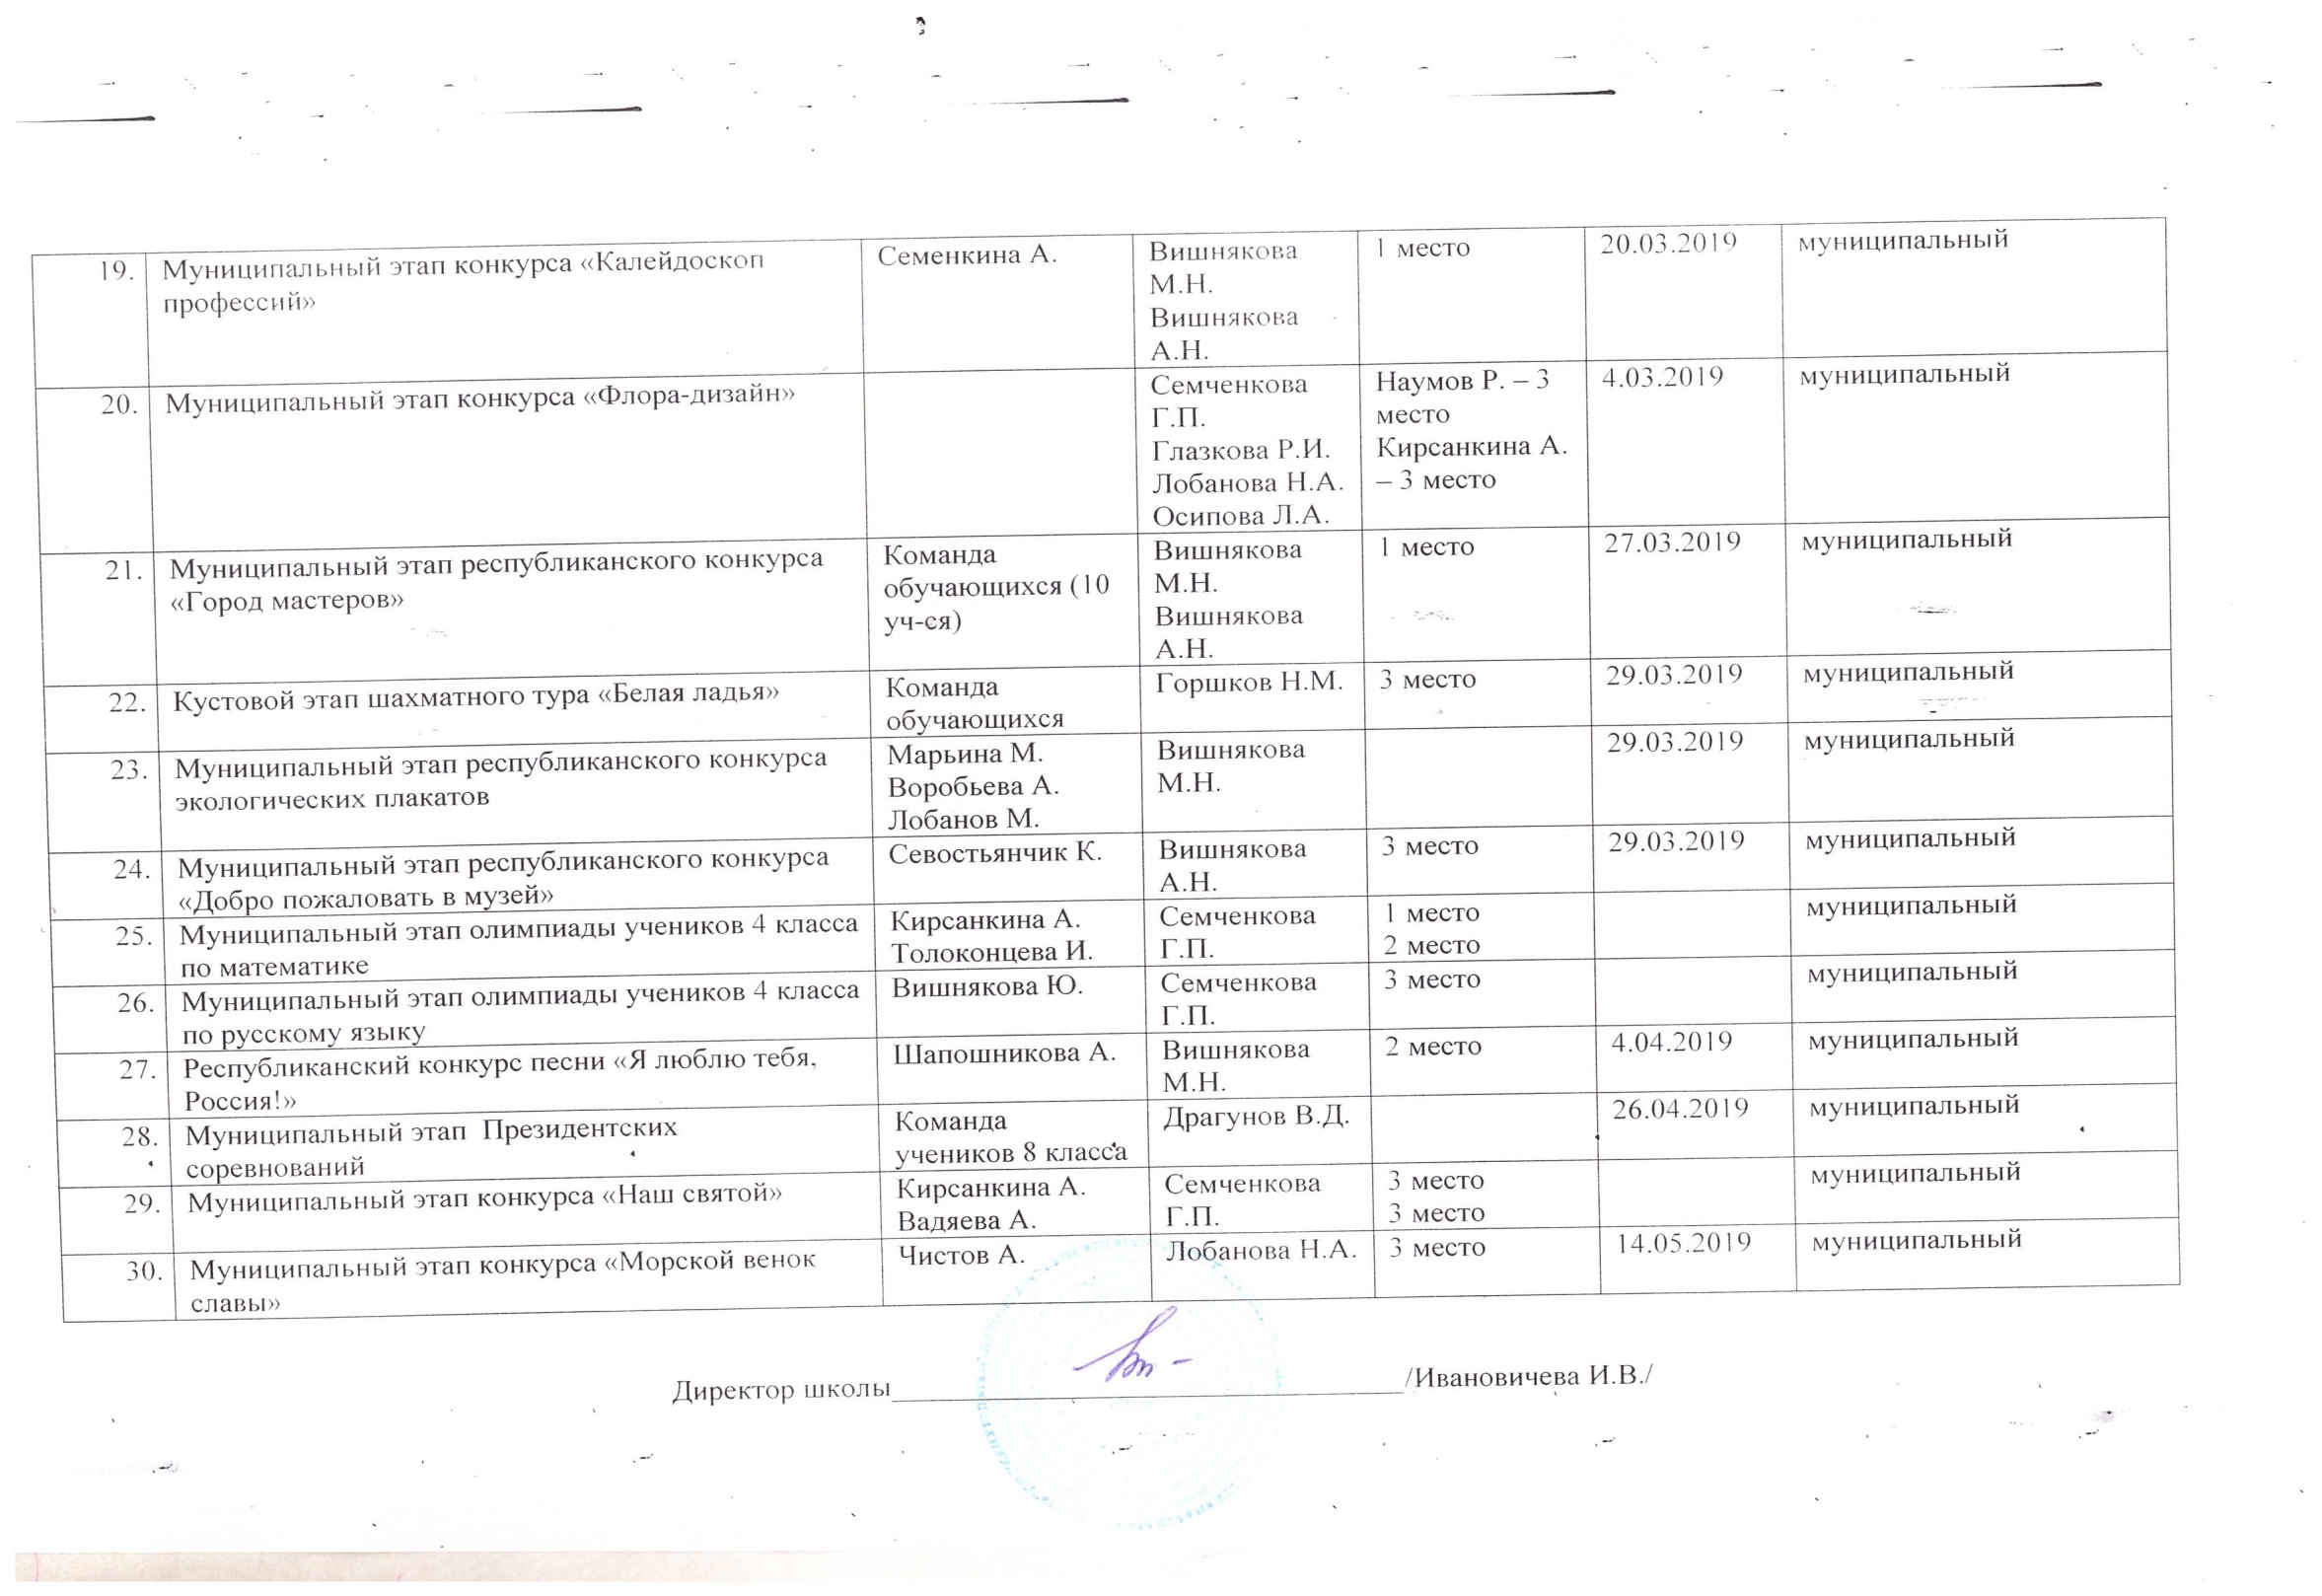 19. Муниципальный этап конкурса «Калейдоскоп
профессий»
Семенкина А.
Вишнякова
М.Н.
Вишнякова
А.Н.
1 место
20.03.2019
муниципальный
20. Муниципальный этап конкурса «Флора-дизайн»
Семченкова
Г.П.
Глазкова Р.И.
Лобанова Н.А.
Осипова Л.А.
Наумов Р. – 3
место
Кирсанкина А.
– 3 место
4.03.2019
муниципальный
21. Муниципальный этап республиканского конкурса
«Город мастеров»
Команда
обучающихся (10
уч-ся)
Вишнякова
М.Н.
Вишнякова
А.Н.
1 место
27.03.2019
муниципальный
22. Кустовой этап шахматного тура «Белая ладья»
Команда
обучающихся
Горшков Н.М.
3 место
29.03.2019
муниципальный
23. Муниципальный этап республиканского конкурса
экологических плакатов
Марьина М.
Воробьева А.
Лобанов М.
Вишнякова
М.Н.
29.03.2019
муниципальный
24. Муниципальный этап республиканского конкурса
«Добро пожаловать в музей»
Севостьянчик К.
Вишнякова
А.Н.
3 место
29.03.2019
муниципальный
25. Муниципальный этап олимпиады учеников 4 класса
по математике
Кирсанкина А.
Толоконцева И.
Семченкова
Г.П.
1 место
2 место
муниципальный
26. Муниципальный этап олимпиады учеников 4 класса
по русскому языку
Вишнякова Ю.
Семченкова
Г.П.
3 место
муниципальный
27. Республиканский конкурс песни «Я люблю тебя,
Россия!»
Шапошникова А.
Вишнякова
М.Н.
2 место
4.04.2019
муниципальный
28. Муниципальный этап Президентских
соревнований
Команда
учеников 8 класса
Драгунов В.Д.
26.04.2019
муниципальный
29. Муниципальный этап конкурса «Наш святой»
Кирсанкина А.
Вадяева А.
Семченкова
Г.П.
3 место
3 место
муниципальный
30. Муниципальный этап конкурса «Морской венок
славы»
Чистов А.
Лобанова Н.А.
3 место
14.05.2019
муниципальный
Директор школы /Ивановичева И.В./